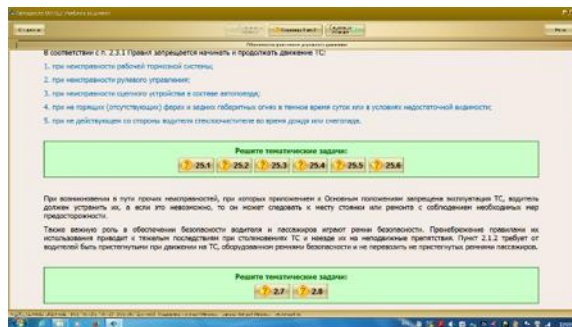 В соответствии с п. 2.3.1 Правил запрещается начинать и продолжать движение ТС:
1. при неисправности рабочей тормозной системы;
2. при неисправности рулевого управления;
3. при неисправности сцепного устройства в составе автопоезда;
4. при не горящих (отсутствующих) фарах и задних габаритных огнях в темное время суток или в условиях недостаточной видимости;
5. при не действующем со стороны водителя стеклоочистителе во время дождя или снегопада.
Решите тематические задачи:
25.1 25.2 25.3 25.4 25.5 25.6
При возникновении в пути прочих неисправностей, при которых приложением к Основным положениям запрещена эксплуатация ТС, водитель
должен устранить их, а если это невозможно, то он может следовать к месту стоянки или ремонта с соблюдением необходимых мер
предосторожности.
Также важную роль в обеспечении безопасности водителя и пассажиров играют ремни безопасности. Пренебрежение правилами их
использования приводит к тяжелым последствиям при столкновениях ТС и наезде их на неподвижные препятствия. Пункт 2.1.2 требует от
водителей быть пристегнутыми при движении на ТС, оборудованном ремнями безопасности и не перевозить не пристегнутых ремнями пассажиров.
Решите тематические задачи:
2.7 2.8